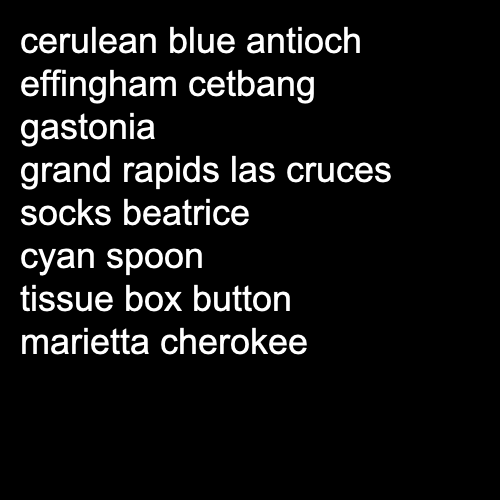 cerulean blue antioch
effingham cetbang
gastonia
grand rapids las cruces
socks beatrice
cyan spoon
tissue box button
marietta cherokee